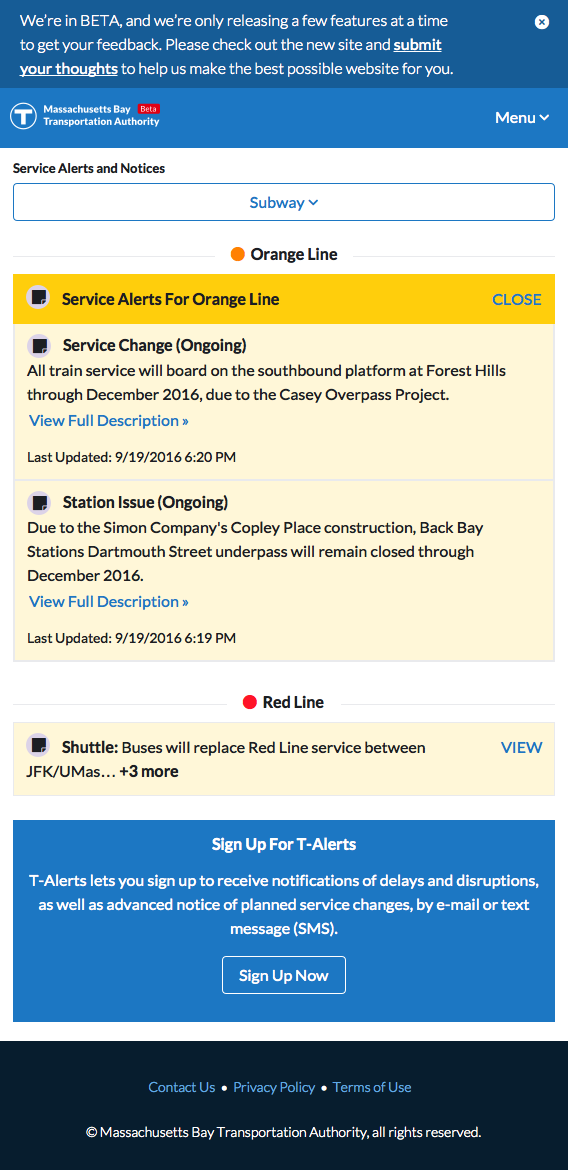 We’re in BETA, and we’re only releasing a few features at a time
to get your feedback. Please check out the new site and submit
your thoughts to help us make the best possible website for you.
T
Massachusetts Bay Beta
Transportation Authority
Menu
Service Alerts and Notices
Subway
Orange Line
Service Alerts For Orange Line
CLOSE
Service Change (Ongoing)
All train service will board on the southbound platform at Forest Hills
through December 2016, due to the Casey Overpass Project.
View Full Description »
Last Updated: 9/19/2016 6:20 PM
Station Issue (Ongoing)
Due to the Simon Company's Copley Place construction, Back Bay
Stations Dartmouth Street underpass will remain closed through
December 2016.
View Full Description »
Last Updated: 9/19/2016 6:19 PM
Red Line
Shuttle: Buses will replace Red Line service between
JFK/UMas… +3 more
VIEW
Sign Up For T-Alerts
T-Alerts lets you sign up to receive notifications of delays and disruptions,
as well as advanced notice of planned service changes, by e-mail or text
message (SMS).
Sign Up Now
Contact Us • Privacy Policy • Terms of Use
© Massachusetts Bay Transportation Authority, all rights reserved.